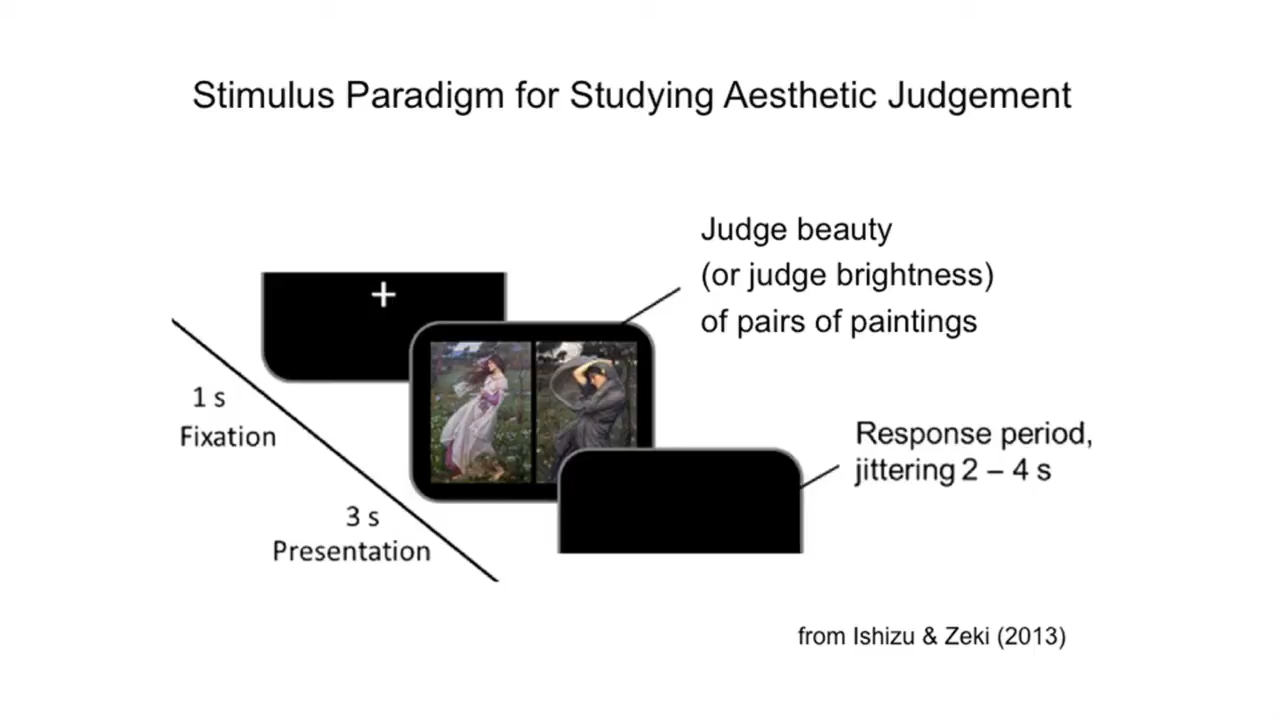 Stimulus Paradigm for Studying Aesthetic Judgement
Judge beauty
(or judge brightness)
of pairs of paintings
1 s
Fixation
Response period,
jittering 2 – 4 s
3 s
Presentation
from Ishizu & Zeki (2013)